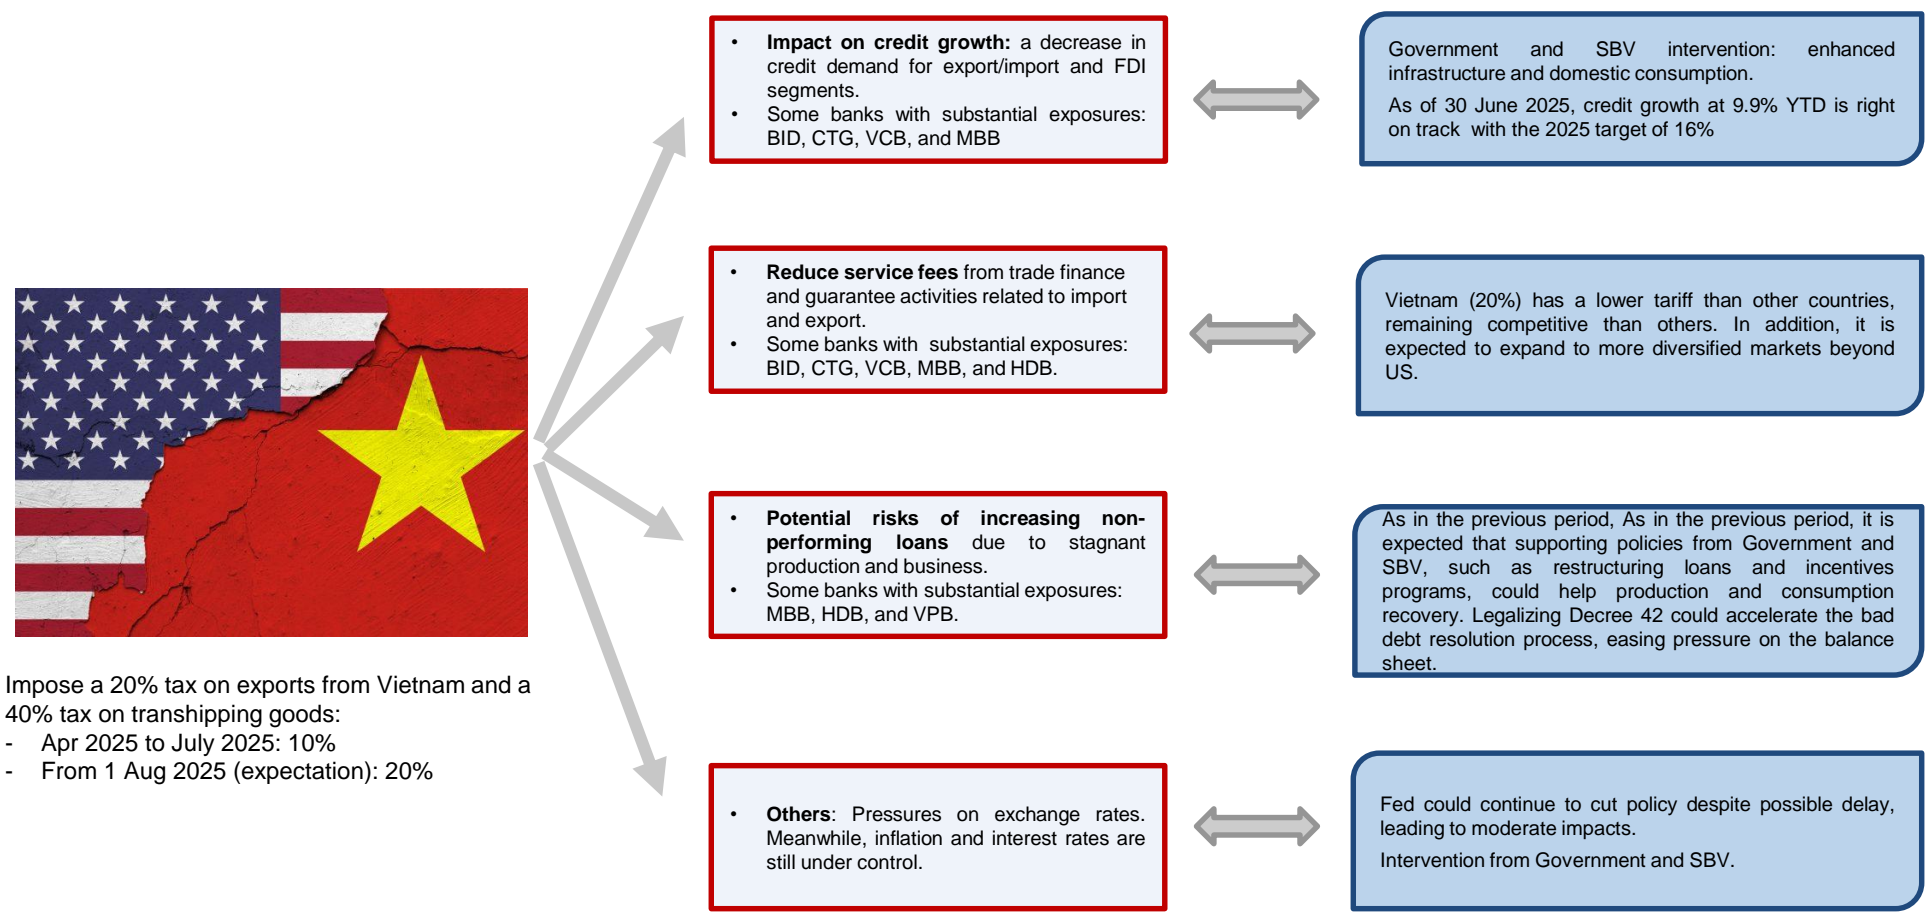 • Impact on credit growth: a decrease in
credit demand for export/import and FDI
segments.
• Some banks with substantial exposures:
BID, CTG, VCB, and MBB
Government and SBV intervention: enhanced
infrastructure and domestic consumption.
As of 30 June 2025, credit growth at 9.9% YTD is right
on track with the 2025 target of 16%
• Reduce service fees from trade finance
and guarantee activities related to import
and export.
• Some banks with substantial exposures:
BID, CTG, VCB, MBB, and HDB.
Vietnam (20%) has a lower tariff than other countries,
remaining competitive than others. In addition, it is
expected to expand to more diversified markets beyond
US.
• Potential risks of increasing non-
performing loans due to stagnant
production and business.
• Some banks with substantial exposures:
MBB, HDB, and VPB.
As in the previous period, As in the previous period, it is
expected that supporting policies from Government and
SBV, such as restructuring loans and incentives
programs, could help production and consumption
recovery. Legalizing Decree 42 could accelerate the bad
debt resolution process, easing pressure on the balance
sheet.
Impose a 20% tax on exports from Vietnam and a
40% tax on transhipping goods:
- Apr 2025 to July 2025: 10%
- From 1 Aug 2025 (expectation): 20%
• Others: Pressures on exchange rates.
Meanwhile, inflation and interest rates are
still under control.
Fed could continue to cut policy despite possible delay,
leading to moderate impacts.
Intervention from Government and SBV.